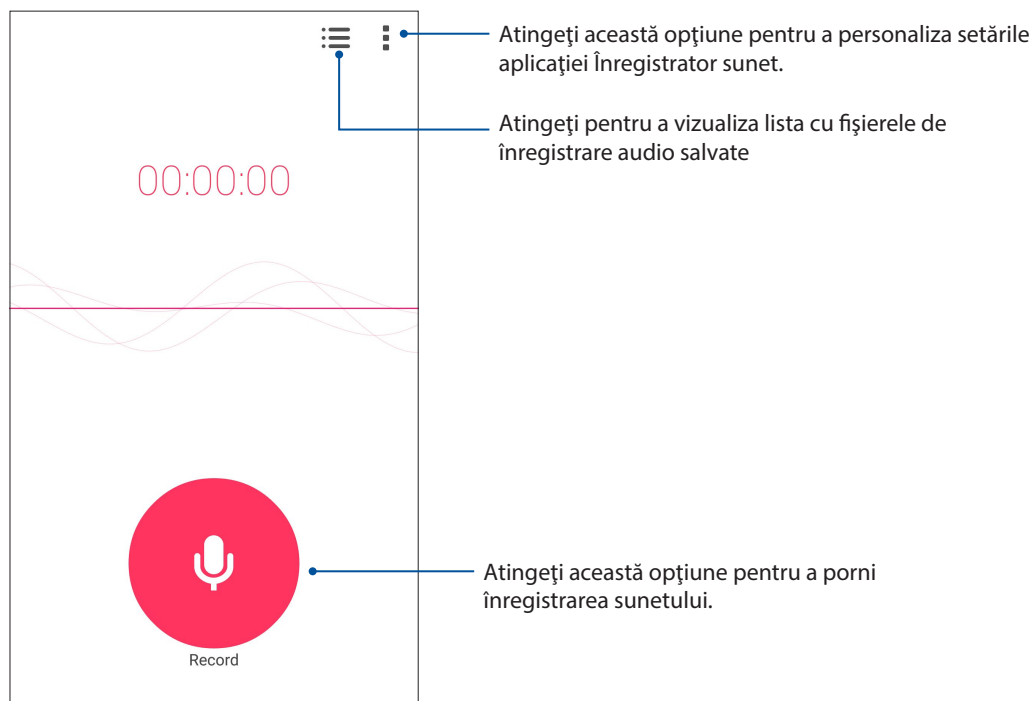 Atingeţi această opţiune pentru a personaliza setările
aplicaţiei Înregistrator sunet.
Atingeţi pentru a vizualiza lista cu fişierele de
înregistrare audio salvate
00:00:00
Atingeţi această opţiune pentru a porni
înregistrarea sunetului.
Record